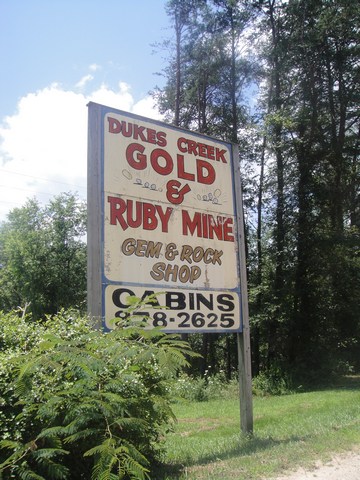 DUKES CREEK
GOLD
&
RUBY MINE
GEM & ROCK
SHOP
CABINS
878-2625